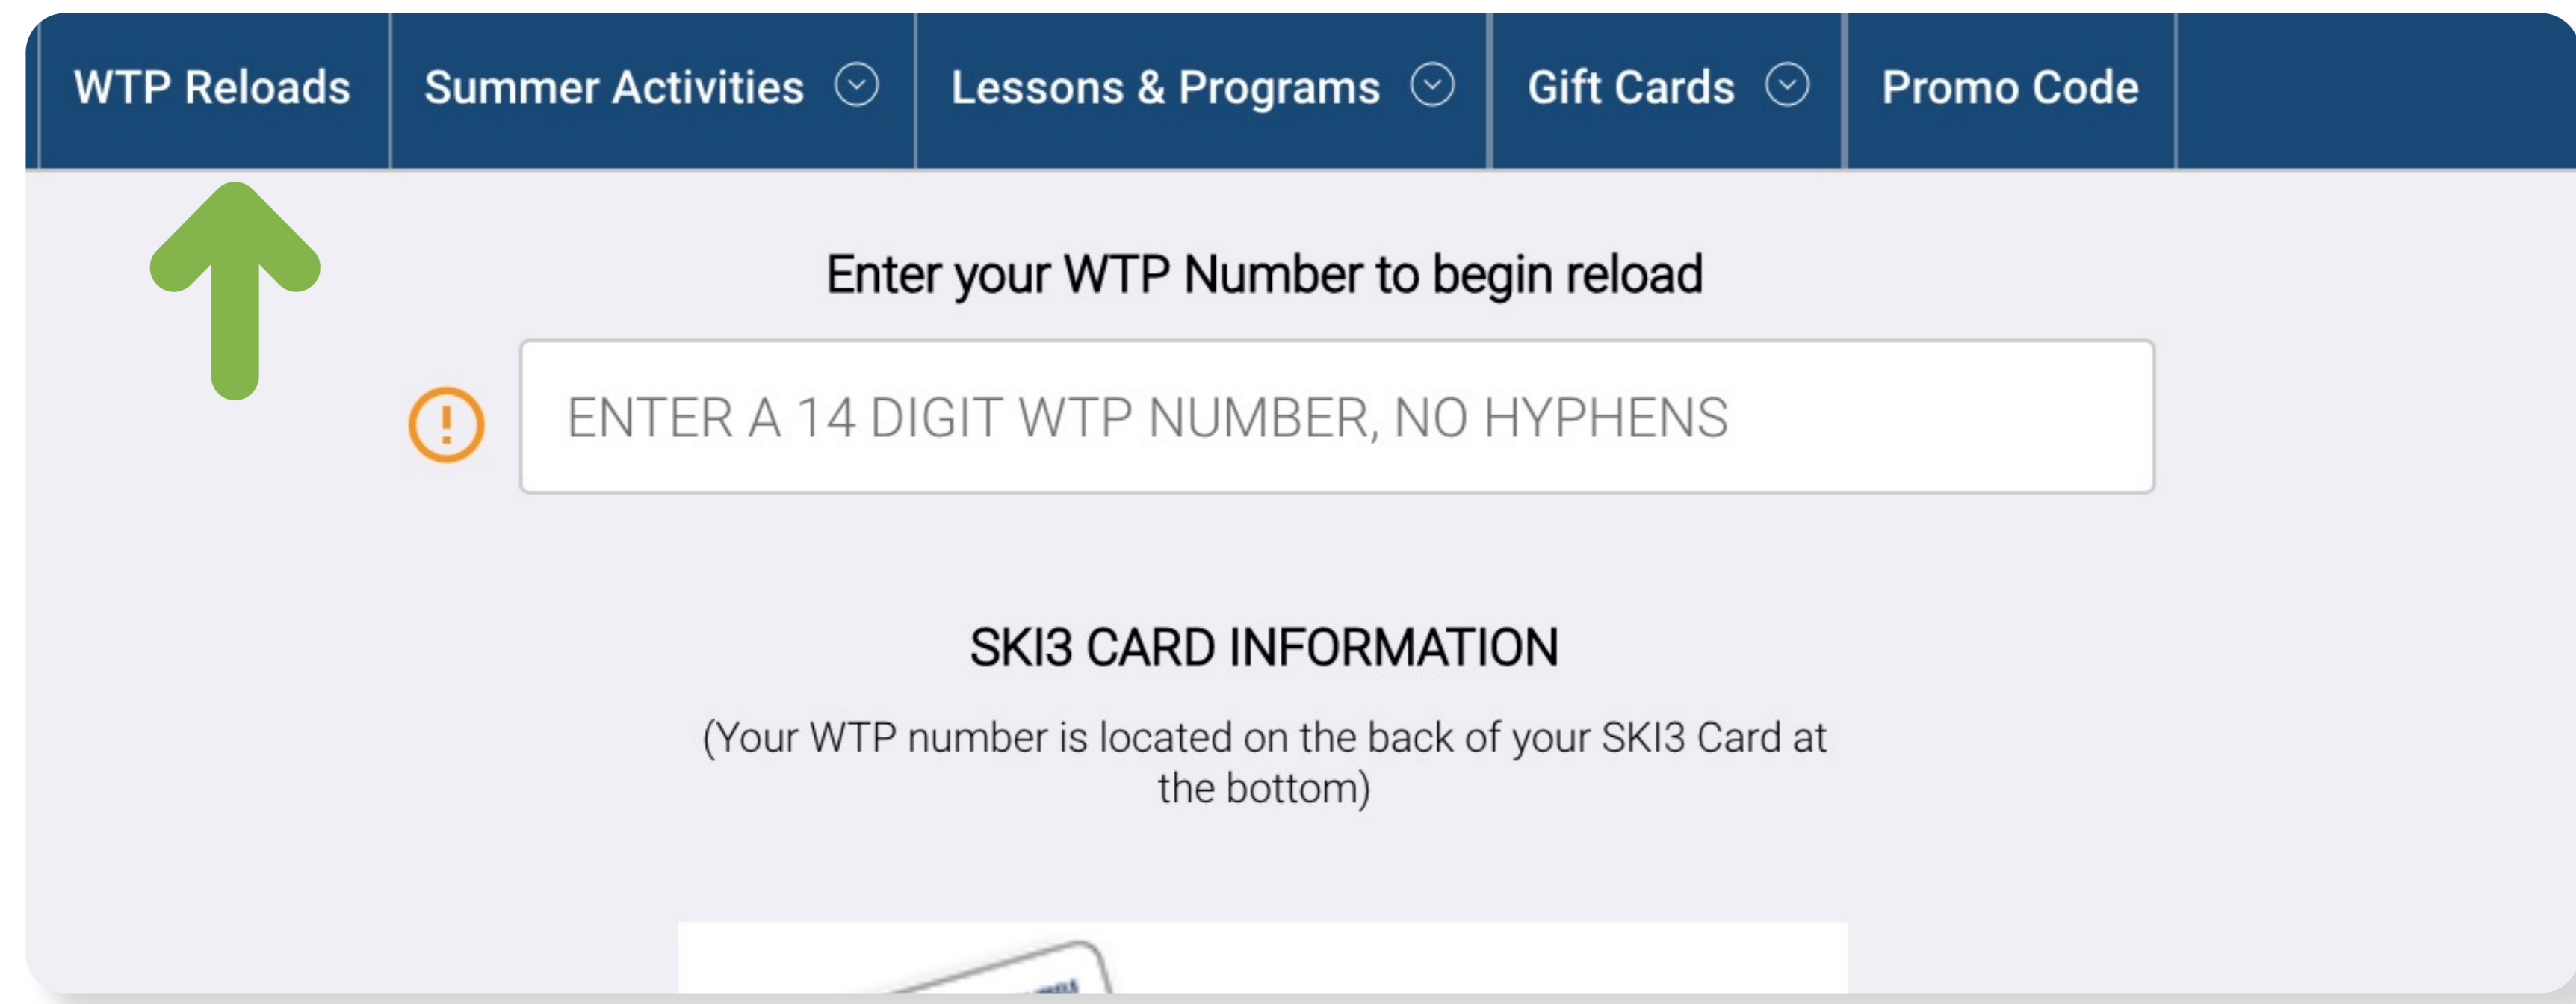 WTP Reloads Summer Activities Lessons & Programs Gift Cards Promo Code
Enter your WTP Number to begin reload
ENTER A 14 DIGIT WTP NUMBER, NO HYPHENS
SKI3 CARD INFORMATION
(Your WTP number is located on the back of your SKI3 Card at
the bottom)